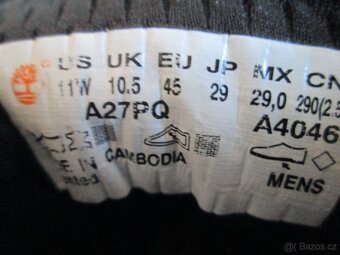 US UK EU JP MX CN
11W 10.5 45 29 29,0 290(2.5
A27PQ A4046
IN CAMBODIA
MENS
Bazos.cz